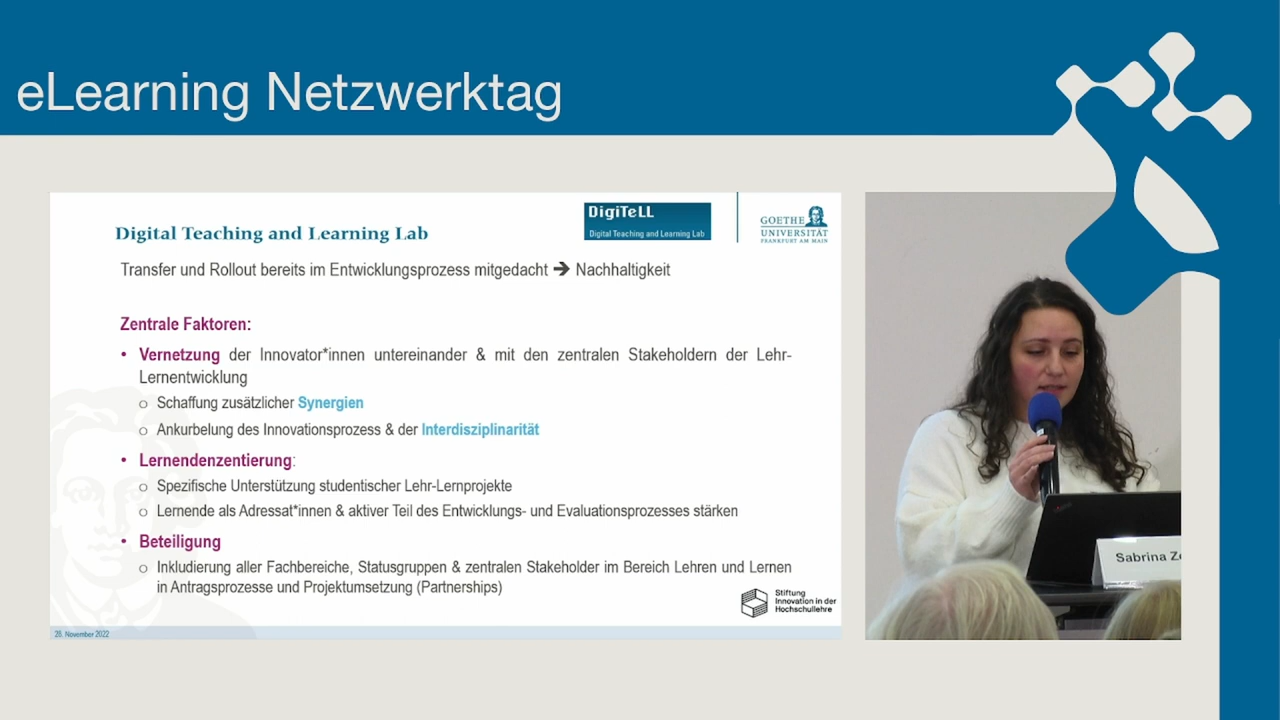 eLearning Netzwerktag
DigiTeLL
Digital Teaching and Learning Lab
GOETHE
UNIVERSITÄT
FRANKFURT AM MAIN
Digital Teaching and Learning Lab
Transfer und Rollout bereits im Entwicklungsprozess mitgedacht ➔ Nachhaltigkeit
Zentrale Faktoren:
• Vernetzung der Innovator*innen untereinander & mit den zentralen Stakeholdern der Lehr-
Lernentwicklung
o Schaffung zusätzlicher Synergien
o Ankurbelung des Innovationsprozess & der Interdisziplinarität
• Lernendenzentierung:
o Spezifische Unterstützung studentischer Lehr-Lernprojekte
o Lernende als Adressat*innen & aktiver Teil des Entwicklungs- und Evaluationsprozesses stärken
• Beteiligung
o Inkludierung aller Fachbereiche, Statusgruppen & zentralen Stakeholder im Bereich Lehren und Lernen
in Antragsprozesse und Projektumsetzung (Partnerships)
Stiftung
Innovation in der
Hochschullehre
28. November 2022
Sabrina